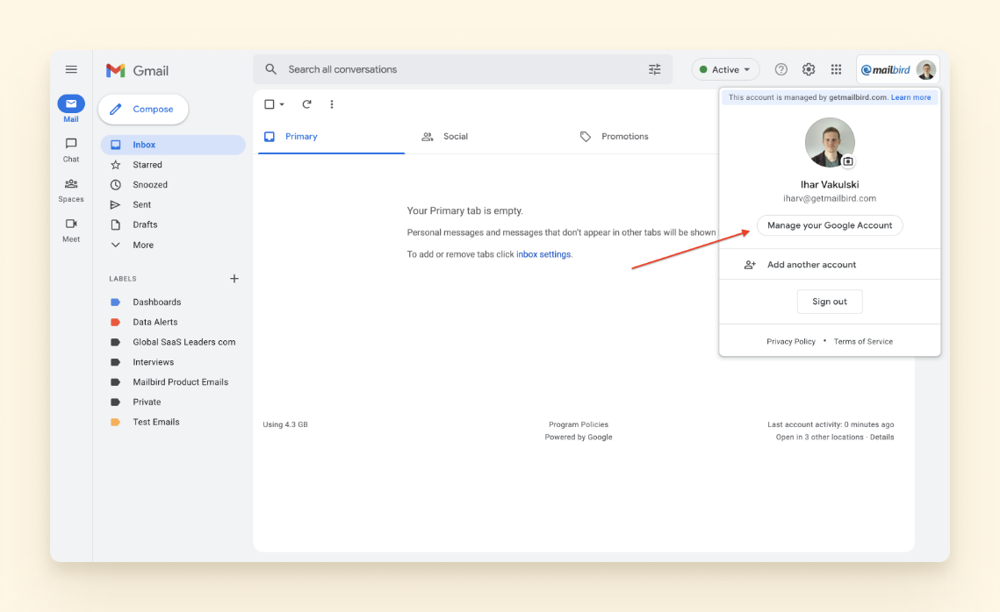 Gmail
Search all conversations
Active
mailbird
Mail
Chat
Spaces
Meet
Compose
Inbox
Starred
Snoozed
Sent
Drafts
More
LABELS
Dashboards
Data Alerts
Global SaaS Leaders com
Interviews
Mailbird Product Emails
Private
Test Emails
Primary
Social
Promotions
Your Primary tab is empty.
Personal messages and messages that don't appear in other tabs will be shown
To add or remove tabs click inbox settings.
Using 4.3 GB
Program Policies
Powered by Google
Last account activity: 0 minutes ago
Open in 3 other locations · Details
This account is managed by getmailbird.com. Learn more
Ihar Vakulski
iharv@getmailbird.com
Manage your Google Account
Add another account
Sign out
Privacy Policy • Terms of Service